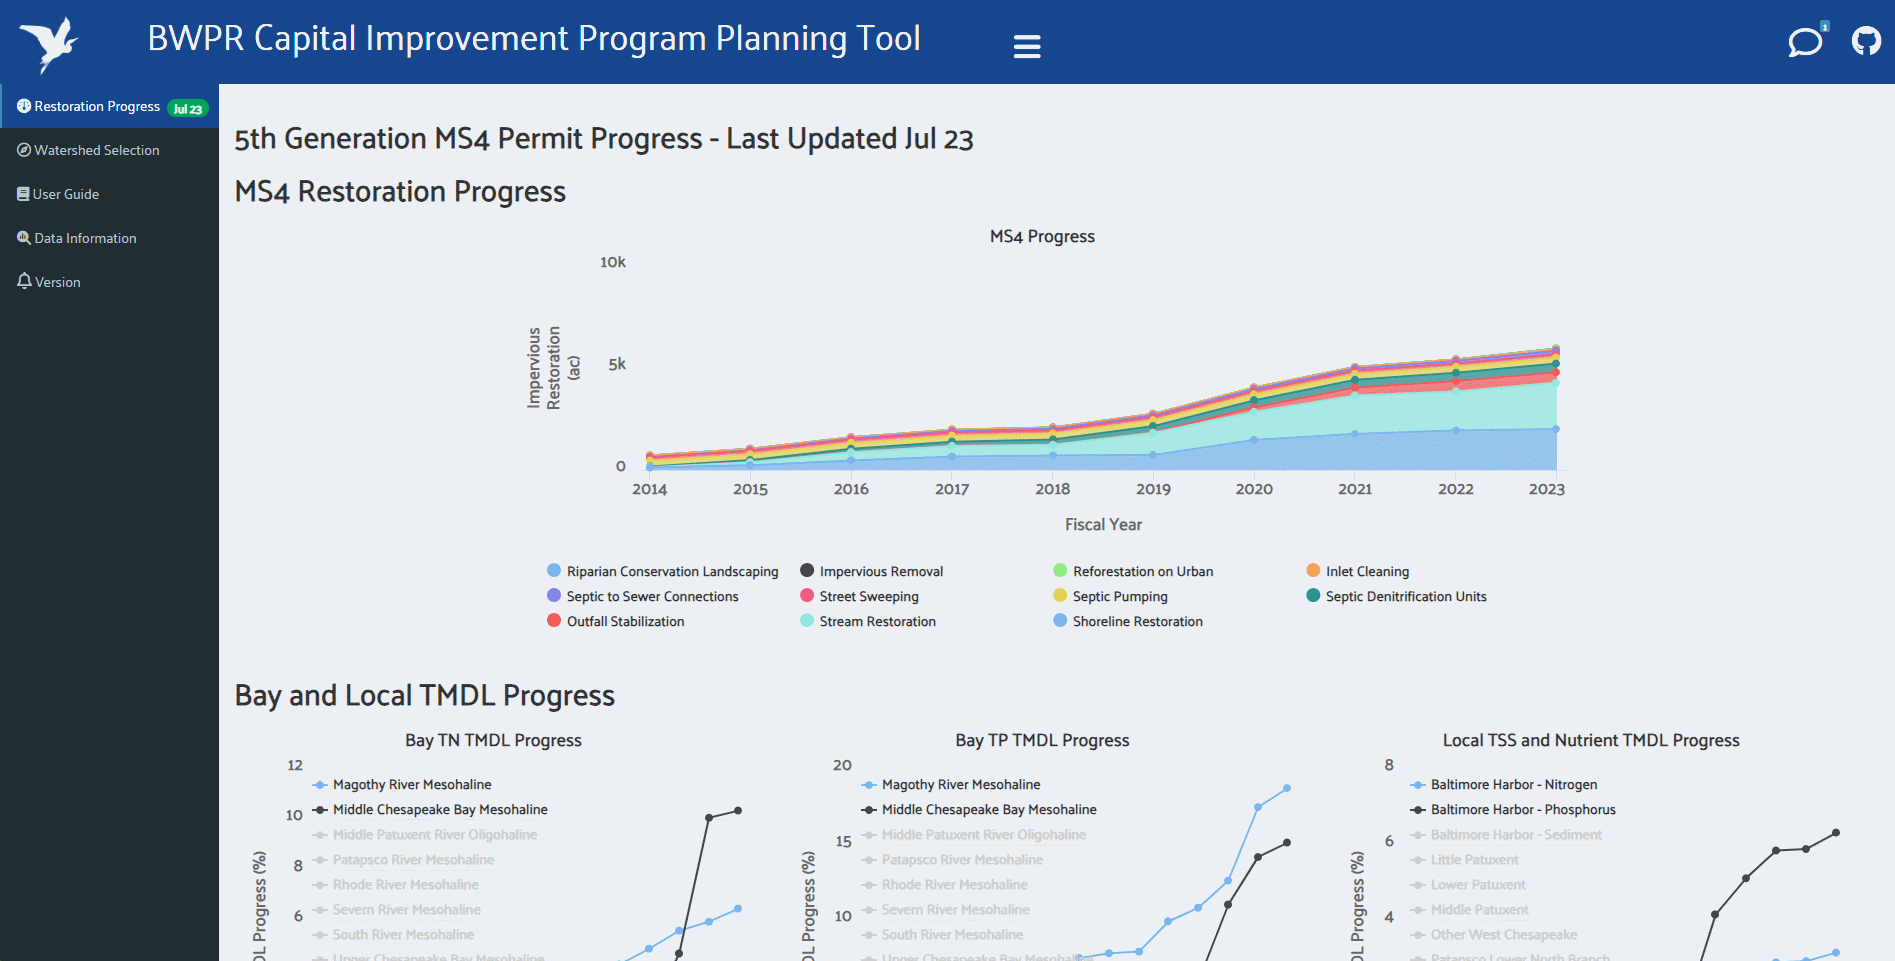 BWPR Capital Improvement Program Planning Tool
1
Restoration Progress Jul 23
Watershed Selection
User Guide
Data Information
Version
5th Generation MS4 Permit Progress - Last Updated Jul 23
MS4 Restoration Progress
MS4 Progress
Impervious
Restoration
(ac)
10k
5k
0
2014 2015 2016 2017 2018 2019 2020 2021 2022 2023
Fiscal Year
Riparian Conservation Landscaping Impervious Removal Reforestation on Urban Inlet Cleaning
Septic to Sewer Connections Street Sweeping Septic Pumping Septic Denitrification Units
Outfall Stabilization Stream Restoration Shoreline Restoration
Bay and Local TMDL Progress
Bay TN TMDL Progress
DL Progress (%)
12
10
8
6
Magothy River Mesohaline
Middle Chesapeake Bay Mesohaline
Middle Patuxent River Oligohaline
Patapsco River Mesohaline
Rhode River Mesohaline
Severn River Mesohaline
South River Mesohaline
Upper Chesapeake Bay Mesohaline
Bay TP TMDL Progress
DL Progress (%)
20
15
10
Magothy River Mesohaline
Middle Chesapeake Bay Mesohaline
Middle Patuxent River Oligohaline
Patapsco River Mesohaline
Rhode River Mesohaline
Severn River Mesohaline
South River Mesohaline
Upper Chesapeake Bay Mesohaline
Local TSS and Nutrient TMDL Progress
DL Progress (%)
8
6
4
Baltimore Harbor - Nitrogen
Baltimore Harbor - Phosphorus
Baltimore Harbor - Sediment
Little Patuxent
Lower Patuxent
Middle Patuxent
Other West Chesapeake
Patapsco Lower North Branch